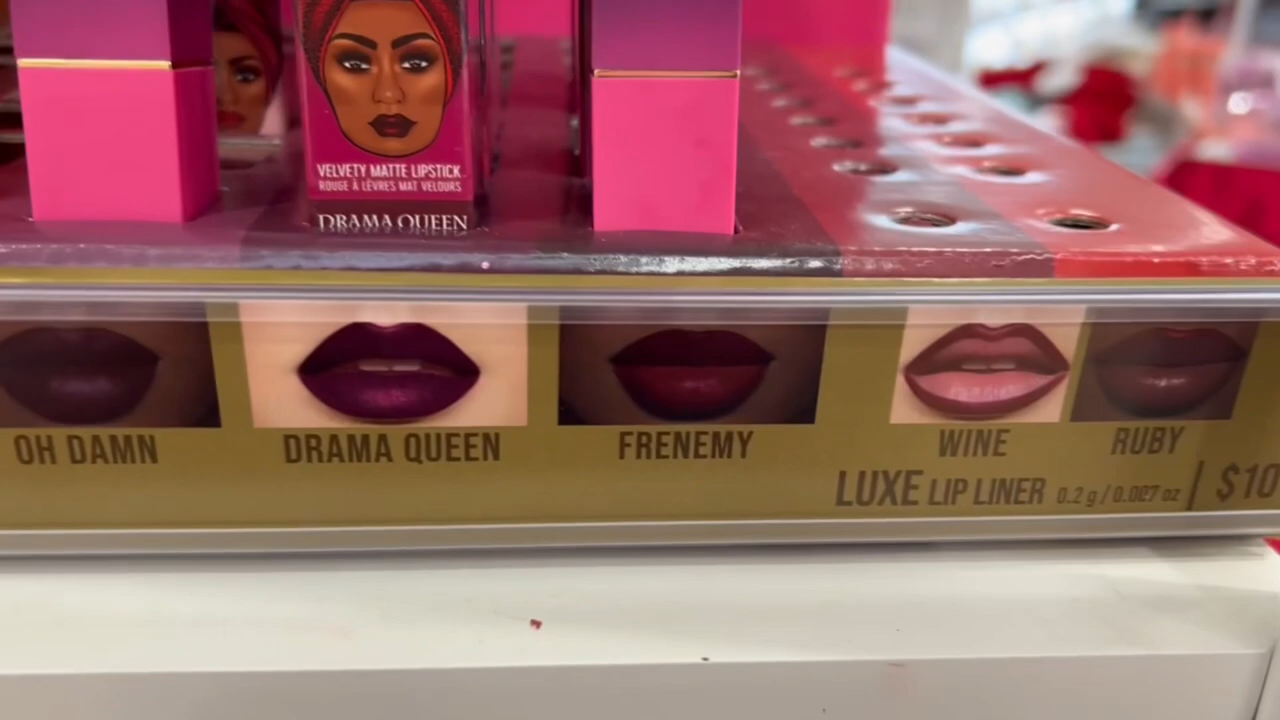 VELVETY MATTE LIPSTICK
ROUGE À LÈVRES MAT VELOURS
DRAMA QUEEN
OH DAMN
DRAMA QUEEN
FRENEMY
WINE
RUBY
LUXE LIP LINER 0.2 g / 0.007 oz | $10